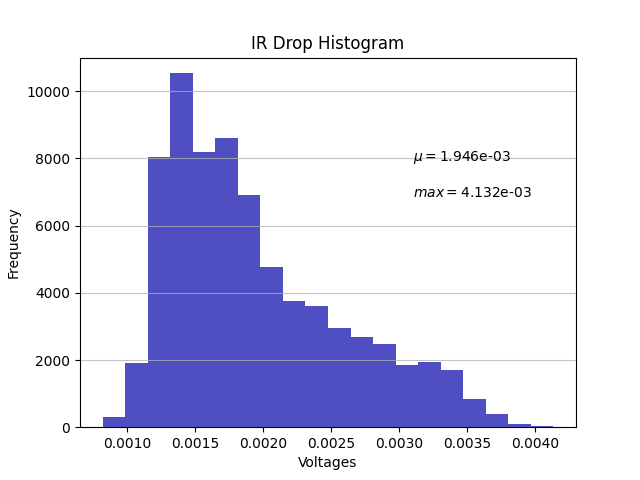 IR Drop Histogram
10000
8000
6000
4000
2000
0
Frequency
μ = 1.946e-03
max = 4.132e-03
0.0010 0.0015 0.0020 0.0025 0.0030 0.0035 0.0040
Voltages